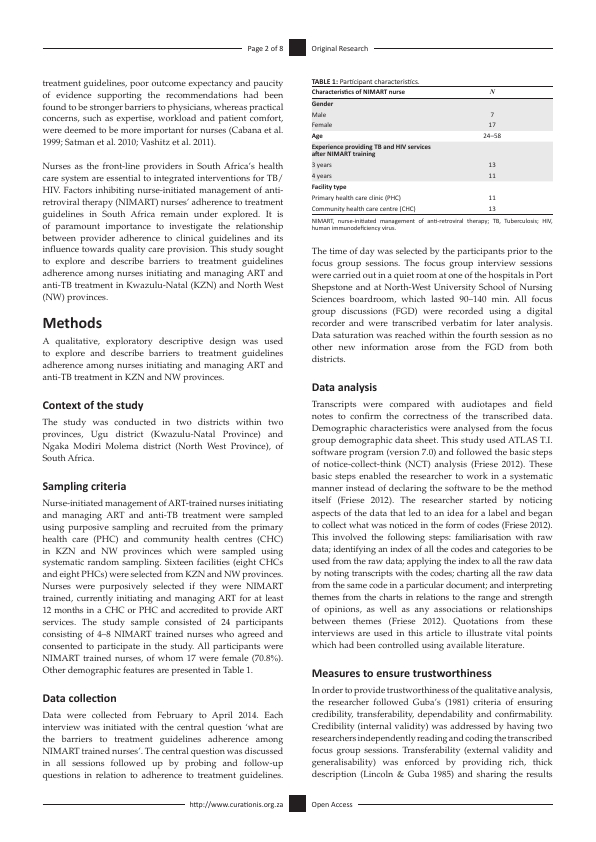 Page 2 of 8
Original Research
treatment guidelines, poor outcome expectancy and paucity
of evidence supporting the recommendations had been
found to be stronger barriers to physicians, whereas practical
concerns, such as expertise, workload and patient comfort,
were deemed to be more important for nurses (Cabana et al.
1999; Satman et al. 2010; Vashitz et al. 2011).
Nurses as the front-line providers in South Africa's health
care system are essential to integrated interventions for TB/
HIV. Factors inhibiting nurse-initiated management of anti-
retroviral therapy (NIMART) nurses' adherence to treatment
guidelines in South Africa remain under explored. It is
of paramount importance to investigate the relationship
between provider adherence to clinical guidelines and its
influence towards quality care provision. This study sought
to explore and describe barriers to treatment guidelines
adherence among nurses initiating and managing ART and
anti-TB treatment in Kwazulu-Natal (KZN) and North West
(NW) provinces.
Methods
A qualitative, exploratory descriptive design was used
to explore and describe barriers to treatment guidelines
adherence among nurses initiating and managing ART and
anti-TB treatment in KZN and NW provinces.
Context of the study
The study was conducted in two districts within two
provinces, Ugu district (Kwazulu-Natal Province) and
Ngaka Modiri Molema district (North West Province), of
South Africa.
Sampling criteria
Nurse-initiated management of ART-trained nurses initiating
and managing ART and anti-TB treatment were sampled
using purposive sampling and recruited from the primary
health care (PHC) and community health centres (CHC)
in KZN and NW provinces which were sampled using
systematic random sampling. Sixteen facilities (eight CHCs
and eight PHCs) were selected from KZN and NW provinces.
Nurses were purposively selected if they were NIMART
trained, currently initiating and managing ART for at least
12 months in a CHC or PHC and accredited to provide ART
services. The study sample consisted of 24 participants
consisting of 4–8 NIMART trained nurses who agreed and
consented to participate in the study. All participants were
NIMART trained nurses, of whom 17 were female (70.8%).
Other demographic features are presented in Table 1.
Data collection
Data were collected from February to April 2014. Each
interview was initiated with the central question 'what are
the barriers to treatment guidelines adherence among
NIMART trained nurses'. The central question was discussed
in all sessions followed up by probing and follow-up
questions in relation to adherence to treatment guidelines.
TABLE 1: Participant characteristics.
Characteristics of NIMART nurse N
Gender
Male 7
Female 17
Age 24–58
Experience providing TB and HIV services
after NIMART training
3 years 13
4 years 11
Facility type
Primary health care clinic (PHC) 11
Community health care centre (CHC) 13
NIMART, nurse-initiated management of anti-retroviral therapy; TB, Tuberculosis; HIV,
human immunodeficiency virus.
The time of day was selected by the participants prior to the
focus group sessions. The focus group interview sessions
were carried out in a quiet room at one of the hospitals in Port
Shepstone and at North-West University School of Nursing
Sciences boardroom, which lasted 90–140 min. All focus
group discussions (FGD) were recorded using a digital
recorder and were transcribed verbatim for later analysis.
Data saturation was reached within the fourth session as no
other new information arose from the FGD from both
districts.
Data analysis
Transcripts were compared with audiotapes and field
notes to confirm the correctness of the transcribed data.
Demographic characteristics were analysed from the focus
group demographic data sheet. This study used ATLAS T.I.
software program (version 7.0) and followed the basic steps
of notice-collect-think (NCT) analysis (Friese 2012). These
basic steps enabled the researcher to work in a systematic
manner instead of declaring the software to be the method
itself (Friese 2012). The researcher started by noticing
aspects of the data that led to an idea for a label and began
to collect what was noticed in the form of codes (Friese 2012).
This involved the following steps: familiarisation with raw
data; identifying an index of all the codes and categories to be
used from the raw data; applying the index to all the raw data
by noting transcripts with the codes; charting all the raw data
from the same code in a particular document; and interpreting
themes from the charts in relations to the range and strength
of opinions, as well as any associations or relationships
between themes (Friese 2012). Quotations from these
interviews are used in this article to illustrate vital points
which had been controlled using available literature.
Measures to ensure trustworthiness
In order to provide trustworthiness of the qualitative analysis,
the researcher followed Guba's (1981) criteria of ensuring
credibility, transferability, dependability and confirmability.
Credibility (internal validity) was addressed by having two
researchers independently reading and coding the transcribed
focus group sessions. Transferability (external validity and
generalisability) was enforced by providing rich, thick
description (Lincoln & Guba 1985) and sharing the results
http://www.curationis.org.za
Open Access